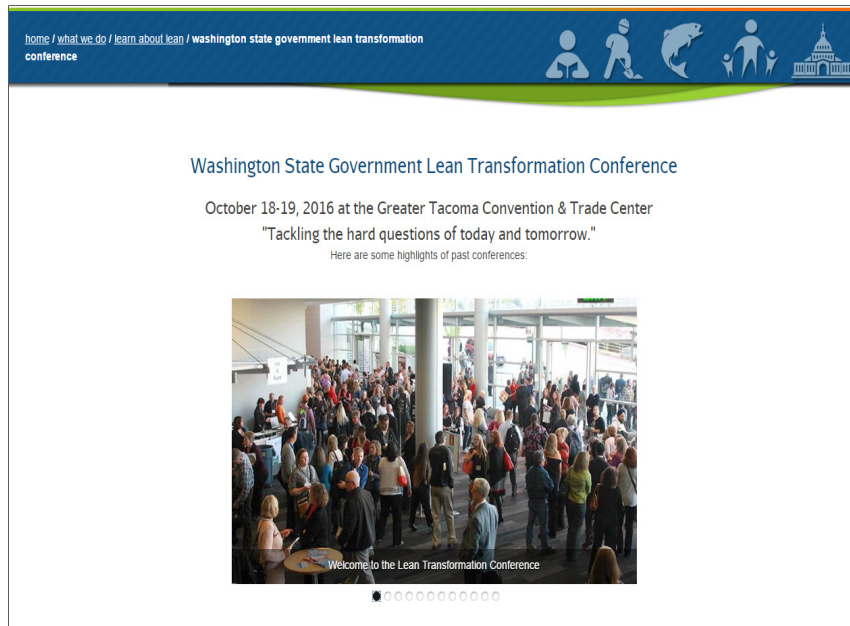 home / what we do / learn about lean / washington state government lean transformation
conference
Washington State Government Lean Transformation Conference
October 18-19, 2016 at the Greater Tacoma Convention & Trade Center
"Tackling the hard questions of today and tomorrow."
Here are some highlights of past conferences:
Welcome to the Lean Transformation Conference